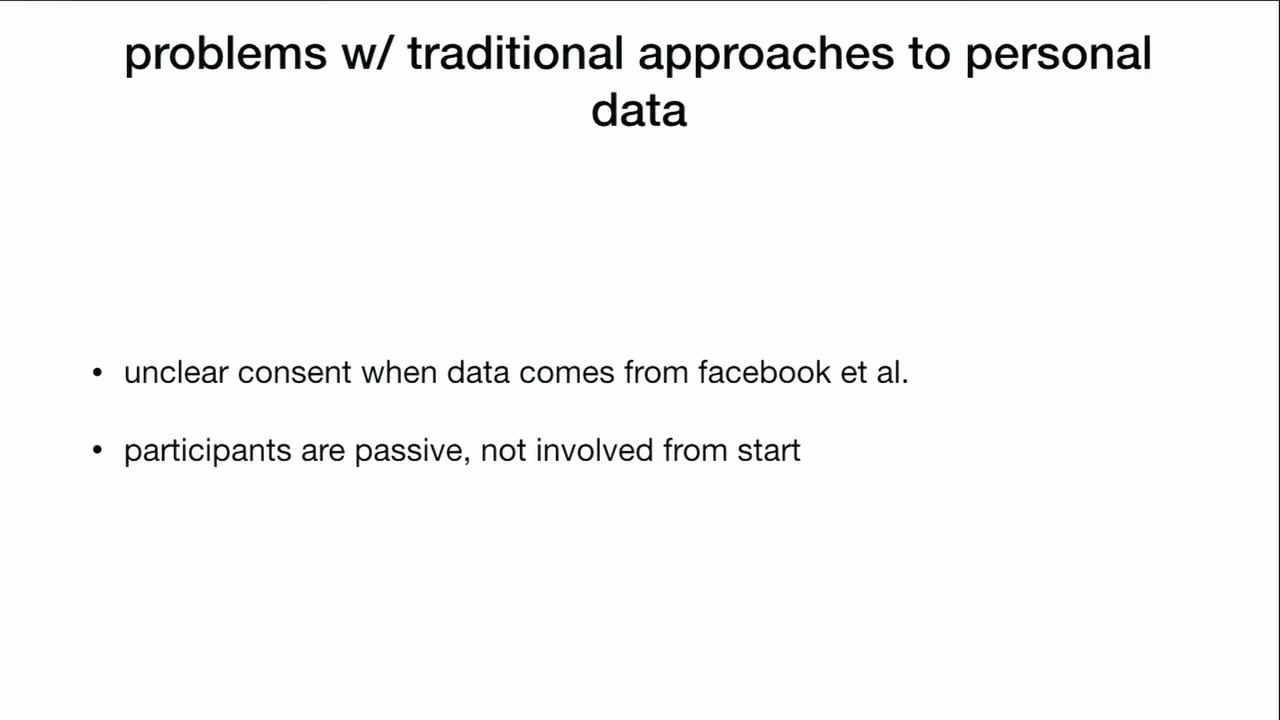 problems w/ traditional approaches to personal
data
• unclear consent when data comes from facebook et al.
• participants are passive, not involved from start